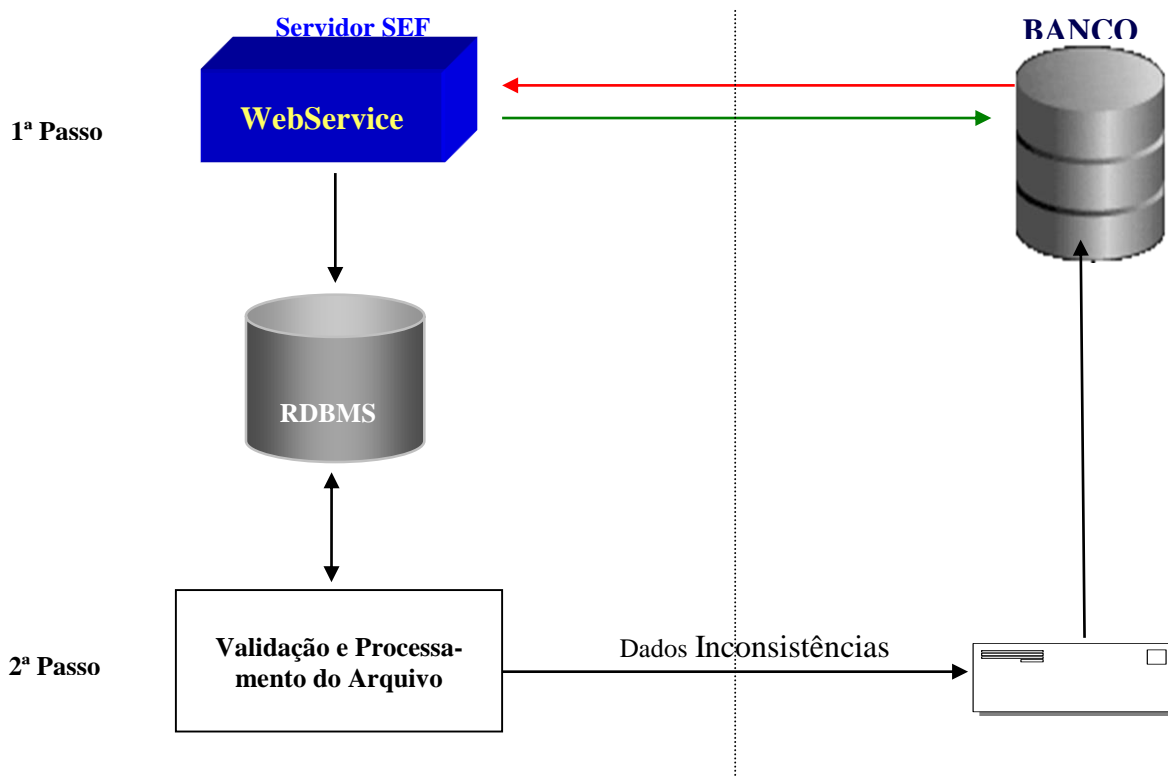 Servidor SEF
BANCO
WebService
1ª Passo
RDBMS
Validação e Processa-
mento do Arquivo
Dados Inconsistências
2ª Passo